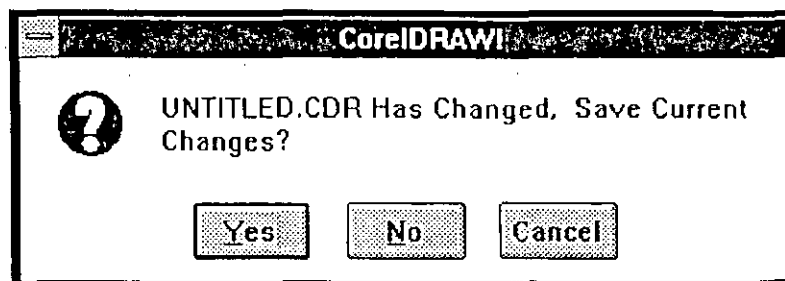 CorelDRAW!
UNTITLED.CDR Has Changed, Save Current
Changes?
Yes No Cancel